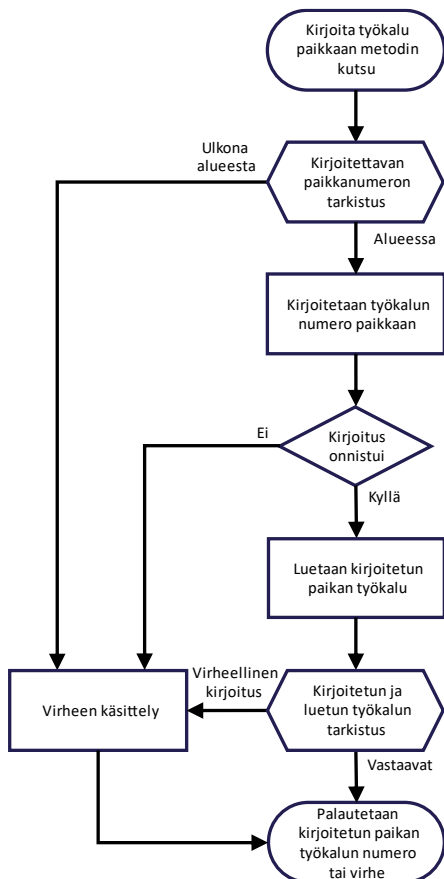 Kirjoita työkalu
paikkaan metodin
kutsu
Ulkona
alueesta
Kirjoitettavan
paikkanumeron
tarkistus
Alueessa
Kirjoitetaan työkalun
numero paikkaan
Ei
Kirjoitus
onnistui
Kyllä
Luetaan kirjoitetun
paikan työkalu
Virheellinen
kirjoitus
Virheen käsittely
Kirjoitetun ja
luetun työkalun
tarkistus
Vastaavat
Palautetaan
kirjoitetun paikan
työkalun numero
tai virhe